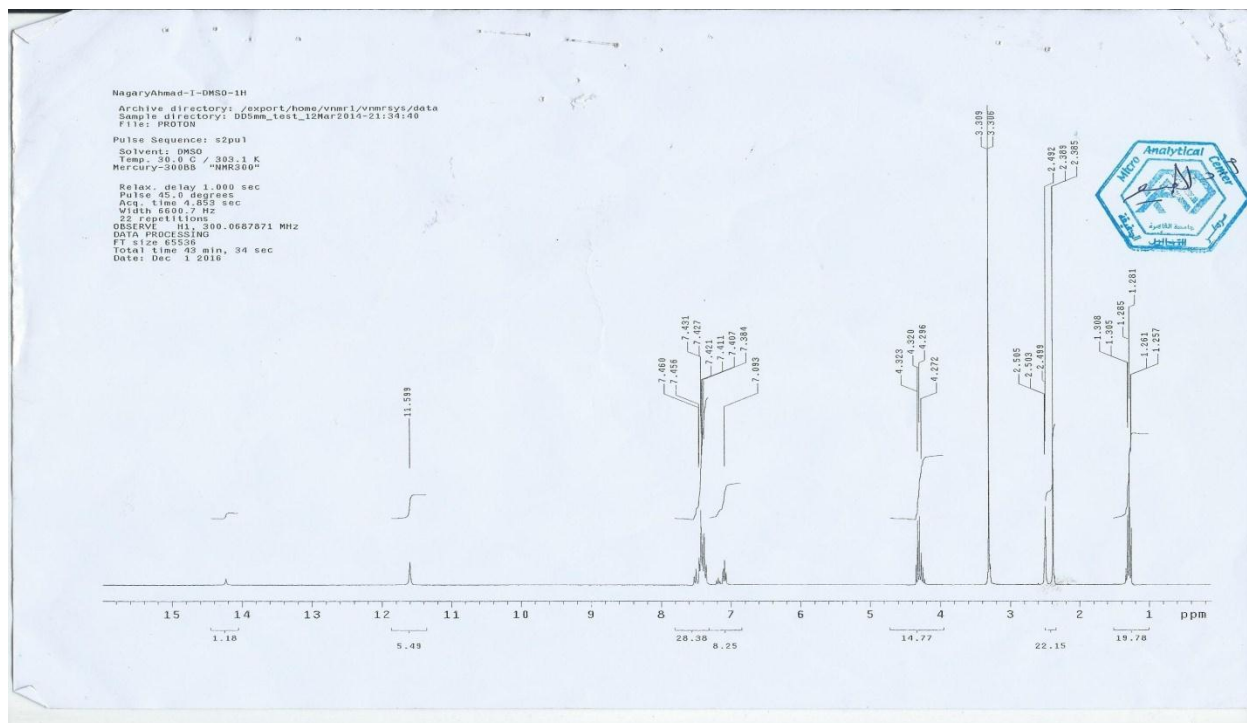 NagaryAhmad-I-DMSO-1H
Archive directory: /export/home/vnmr1/vnmrsys/data
Sample directory: DD5mm_test_12Mar2014-21:34:40
File: PROTON
Pulse Sequence: s2pul
Solvent: DMSO
Temp. 30.0 C / 303.1 K
Mercury-300BB "NMR300"
Relax. delay 1.000 sec
Pulse 45.0 degrees
Acq. time 4.853 sec
Width 6600.7 Hz
22 repetitions
OBSERVE H1, 300.0687871 MHz
DATA PROCESSING
FT size 65536
Total time 43 min, 34 sec
Date: Dec 1 2016
Micro Analytical Center
جامعة القاهرة
11.599
7.460
7.456
7.431
7.427
7.421
7.411
7.407
7.384
7.093
4.323
4.320
4.296
4.272
3.309
3.306
2.505
2.503
2.499
2.492
2.389
2.385
1.308
1.305
1.285
1.281
1.261
1.257
15 14 13 12 11 10 9 8 7 6 5 4 3 2 1 ppm
1.18 5.49 28.38 8.25 14.77 22.15 19.78